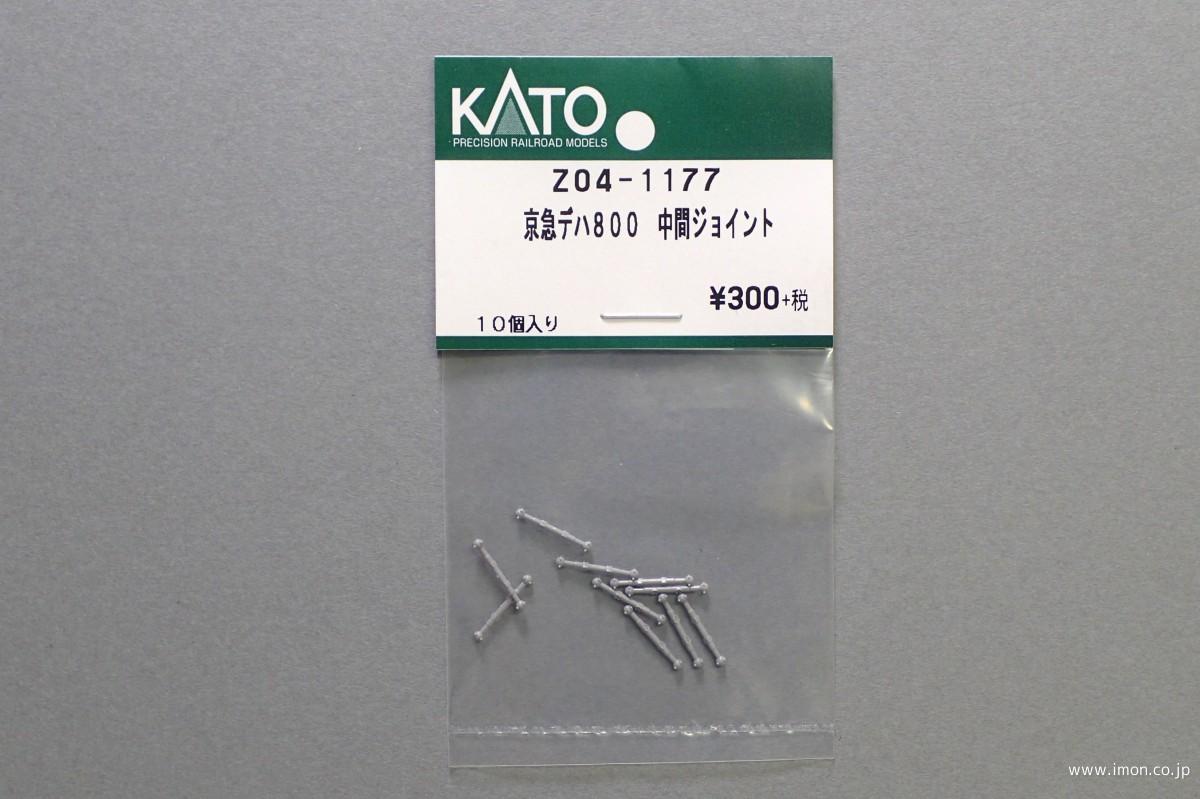 KATO
PRECISION RAILROAD MODELS
Z04-1177
京急デハ800 中間ジョイント
¥300+税
10個入り
www.imon.co.jp